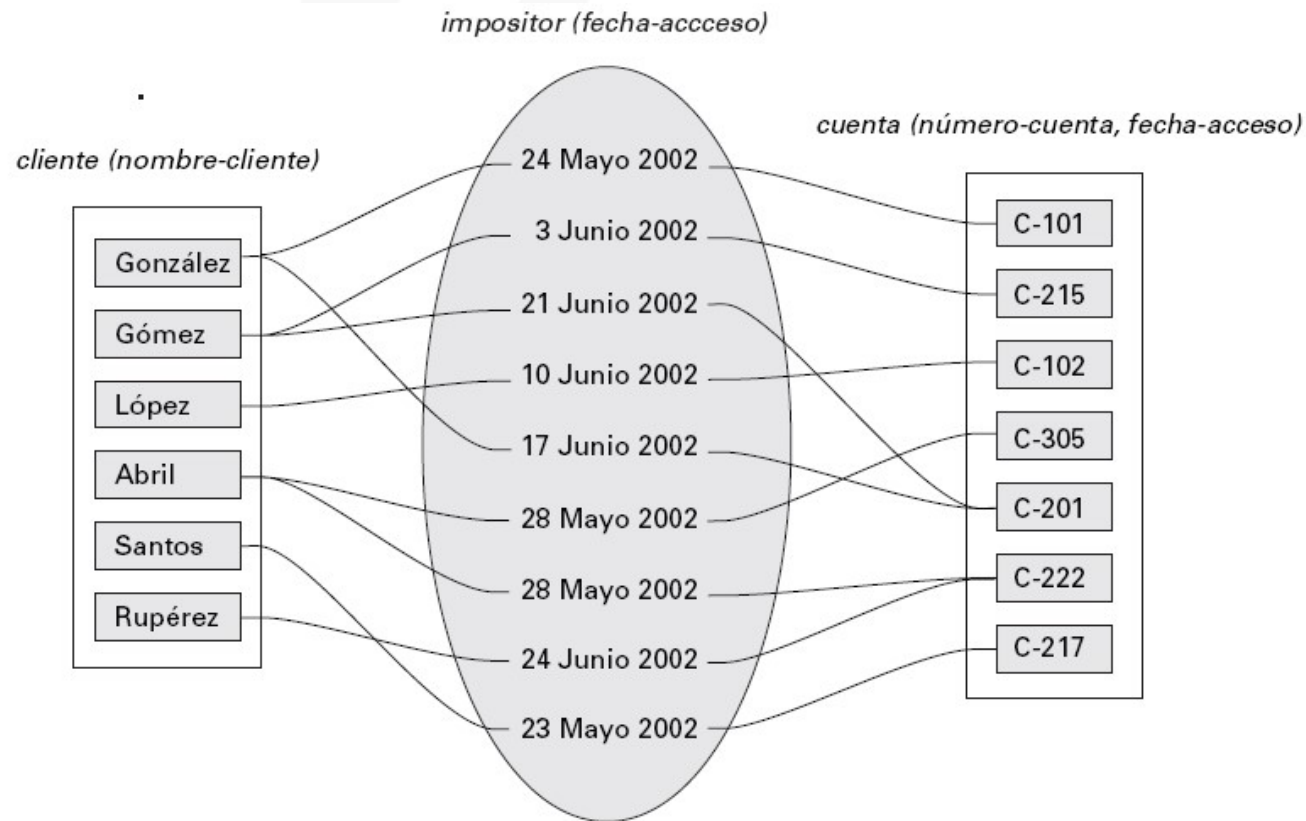 impositor (fecha-accceso)
cliente (nombre-cliente)
cuenta (número-cuenta, fecha-acceso)
González
Gómez
López
Abril
Santos
Rupérez
24 Mayo 2002
3 Junio 2002
21 Junio 2002
10 Junio 2002
17 Junio 2002
28 Mayo 2002
28 Mayo 2002
24 Junio 2002
23 Mayo 2002
C-101
C-215
C-102
C-305
C-201
C-222
C-217